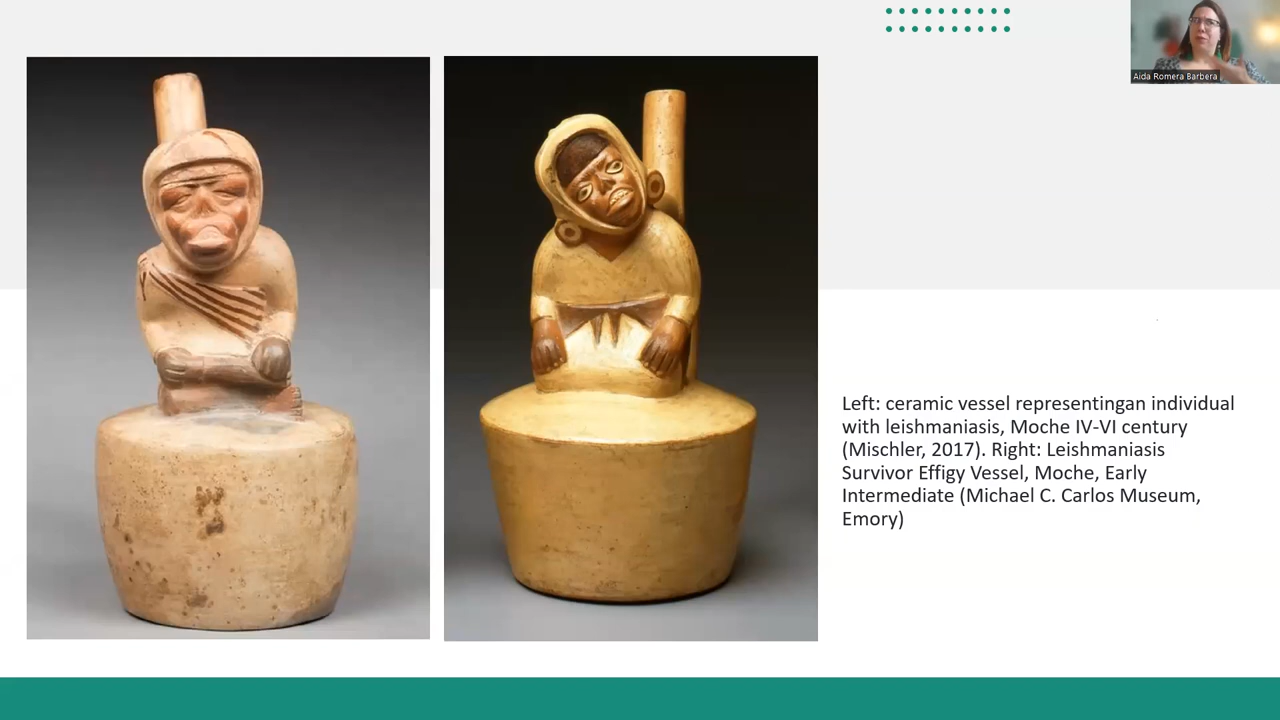 Aida Romera Barbera
Left: ceramic vessel representingan individual
with leishmaniasis, Moche IV-VI century
(Mischler, 2017). Right: Leishmaniasis
Survivor Effigy Vessel, Moche, Early
Intermediate (Michael C. Carlos Museum,
Emory)